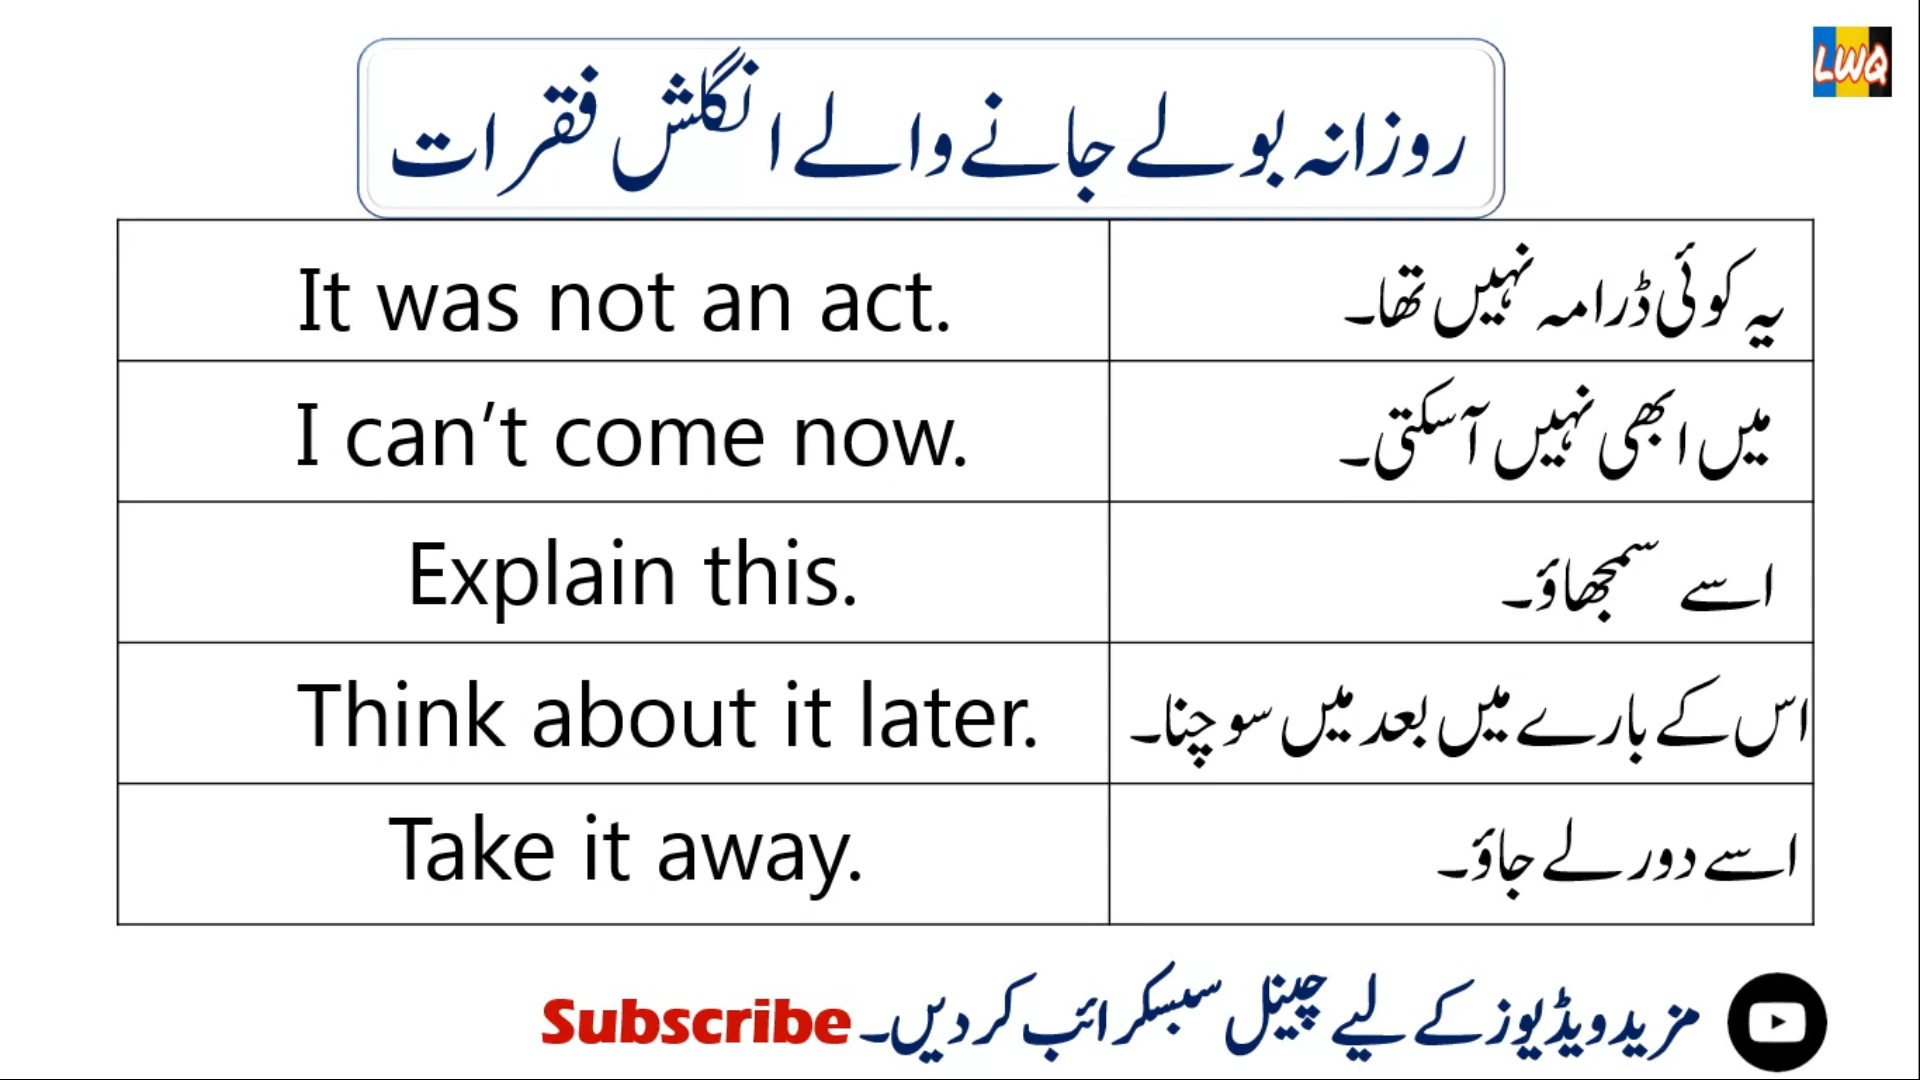 LWQ
روزانہ بولے جانے والے انگلش فقرات
It was not an act. یہ کوئی ڈرامہ نہیں تھا۔
I can’t come now. میں ابھی نہیں آسکتی۔
Explain this. اسے سمجھاؤ۔
Think about it later. اس کے بارے میں بعد میں سوچنا۔
Take it away. اسے دور لے جاؤ۔
مزید ویڈیوز کے لیے چینل سبسکرائب کر دیں۔ Subscribe